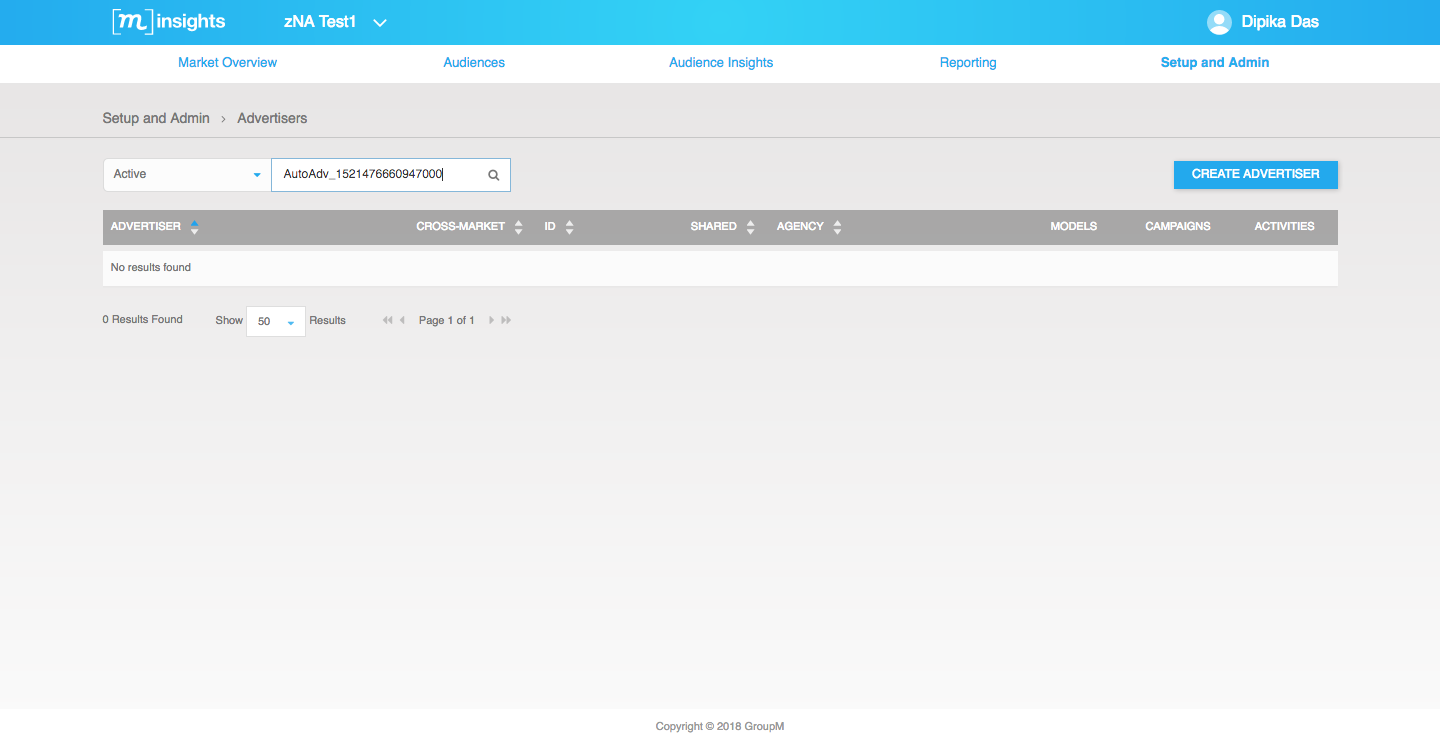 [m]insights zNA Test1 Dipika Das
Market Overview Audiences Audience Insights Reporting Setup and Admin
Setup and Admin › Advertisers
Active AutoAdv_1521476660947000 CREATE ADVERTISER
ADVERTISER CROSS-MARKET ID SHARED AGENCY MODELS CAMPAIGNS ACTIVITIES
No results found
0 Results Found Show 50 Results Page 1 of 1
Copyright © 2018 GroupM